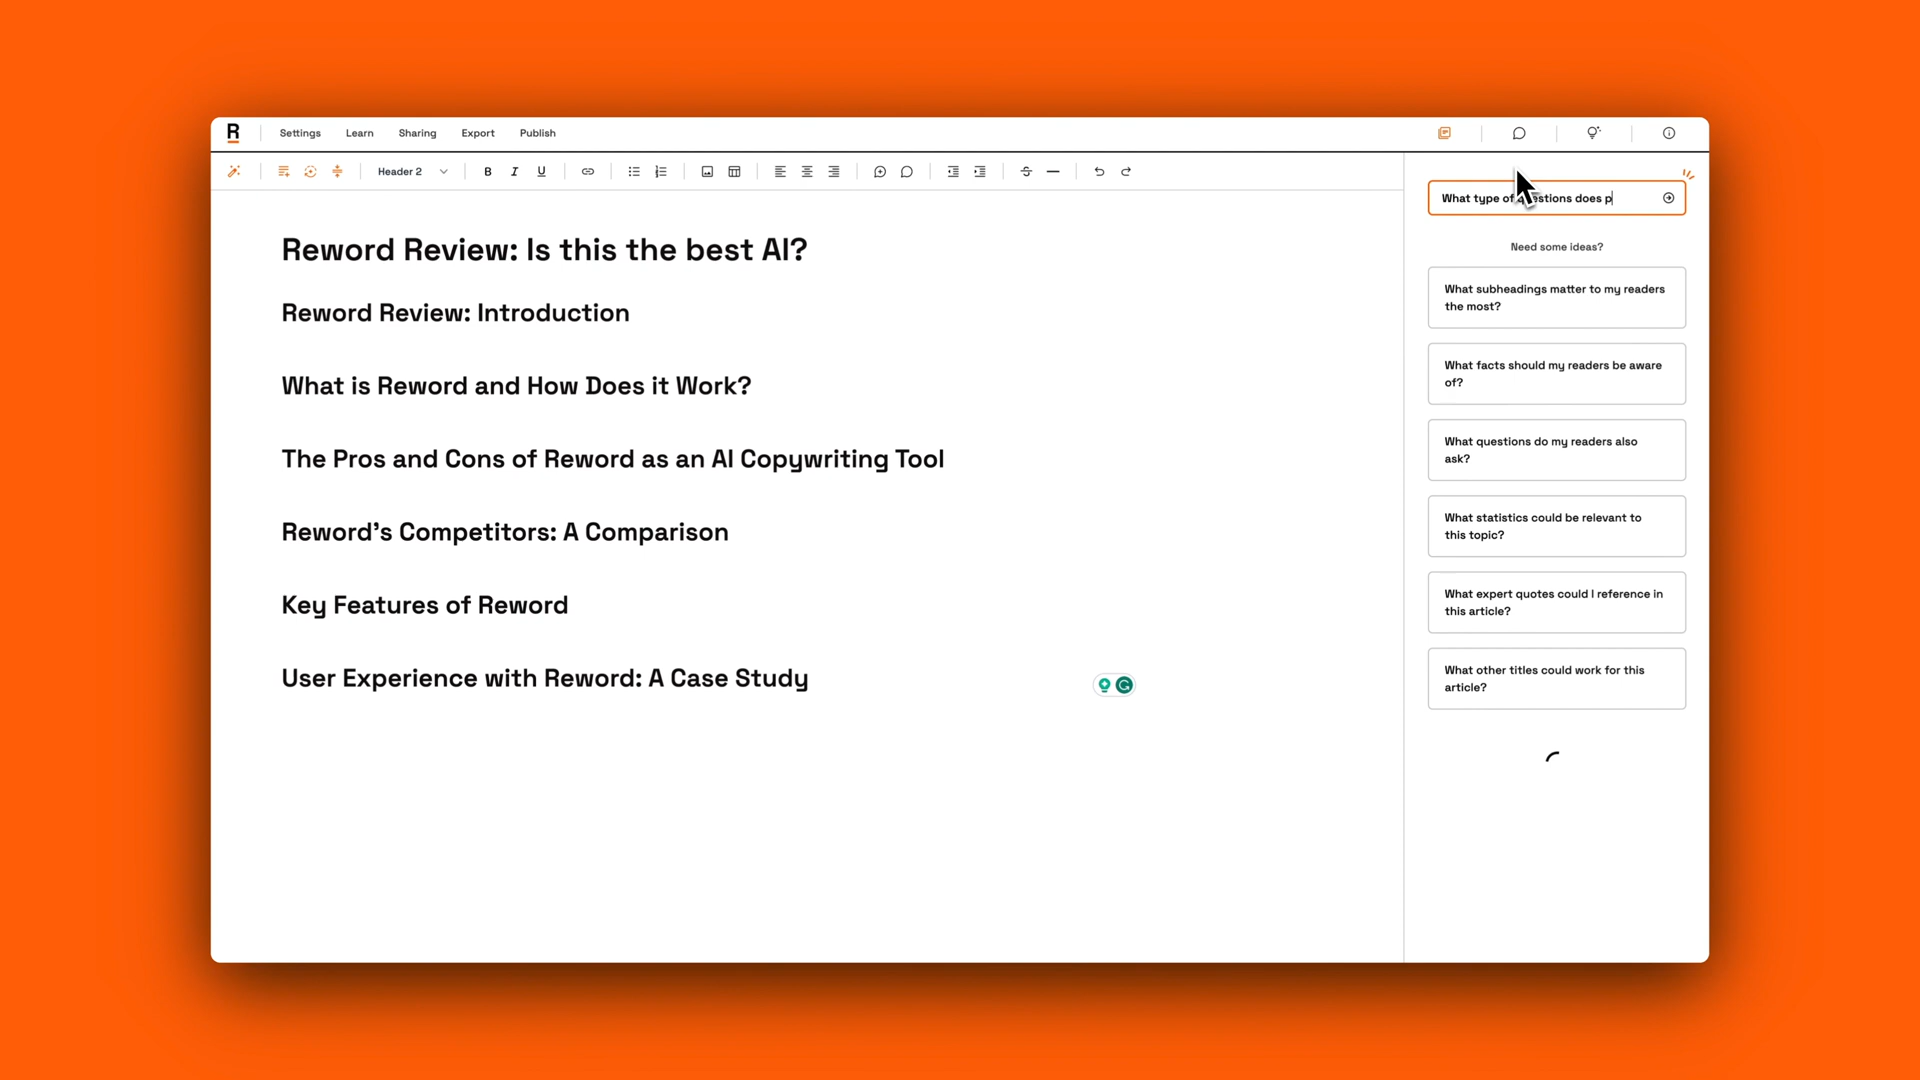 R Settings Learn Sharing Export Publish
Header 2 B I U S
Reword Review: Is this the best AI?
Reword Review: Introduction
What is Reword and How Does it Work?
The Pros and Cons of Reword as an AI Copywriting Tool
Reword's Competitors: A Comparison
Key Features of Reword
User Experience with Reword: A Case Study
What type of questions does p
Need some ideas?
What subheadings matter to my readers
the most?
What facts should my readers be aware
of?
What questions do my readers also
ask?
What statistics could be relevant to
this topic?
What expert quotes could I reference in
this article?
What other titles could work for this
article?